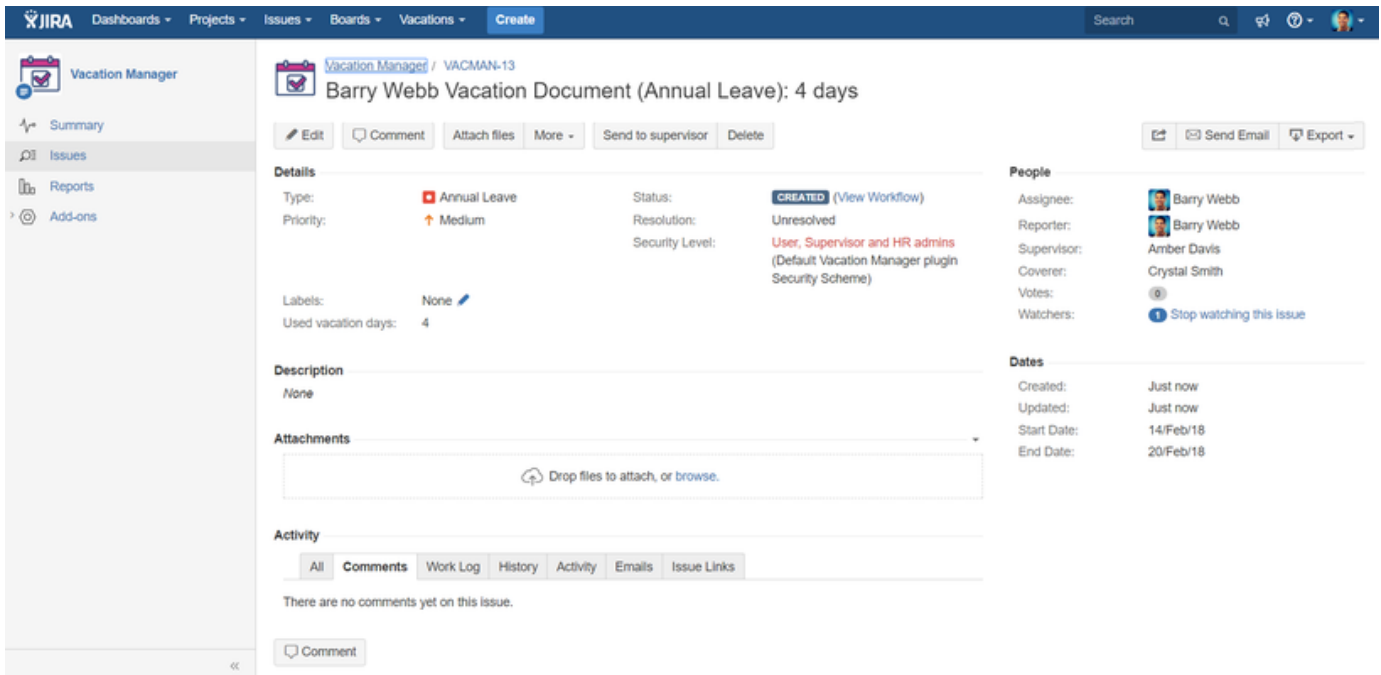 JIRA Dashboards Projects Issues Boards Vacations Create Search
Vacation Manager
Summary
Issues
Reports
Add-ons
Vacation Manager / VACMAN-13
Barry Webb Vacation Document (Annual Leave): 4 days
Edit Comment Attach files More Send to supervisor Delete Send Email Export
Details
Type: Annual Leave Status: CREATED (View Workflow)
Priority: Medium Resolution: Unresolved
Security Level: User, Supervisor and HR admins
(Default Vacation Manager plugin
Security Scheme)
Labels: None
Used vacation days: 4
Description
None
Attachments
Drop files to attach, or browse.
Activity
All Comments Work Log History Activity Emails Issue Links
There are no comments yet on this issue.
Comment
People
Assignee: Barry Webb
Reporter: Barry Webb
Supervisor: Amber Davis
Coverer: Crystal Smith
Votes: 0
Watchers: 1 Stop watching this issue
Dates
Created: Just now
Updated: Just now
Start Date: 14/Feb/18
End Date: 20/Feb/18